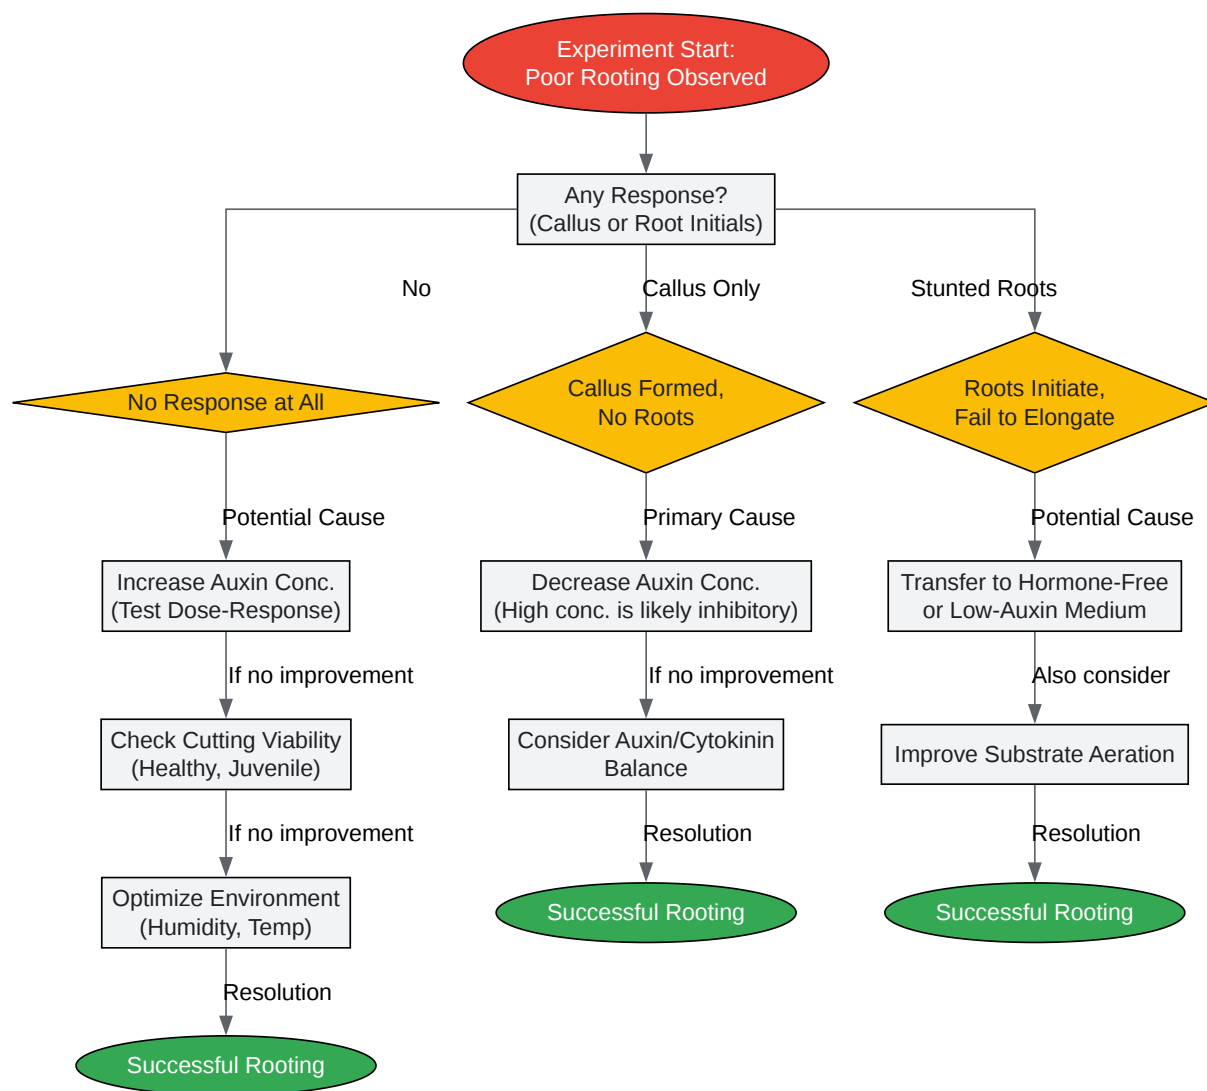 Experiment Start:
Poor Rooting Observed
Any Response?
(Callus or Root Initials)
No
Callus Only
Stunted Roots
No Response at All
Callus Formed,
No Roots
Roots Initiate,
Fail to Elongate
Potential Cause
Primary Cause
Potential Cause
Increase Auxin Conc.
(Test Dose-Response)
Decrease Auxin Conc.
(High conc. is likely inhibitory)
Transfer to Hormone-Free
or Low-Auxin Medium
If no improvement
If no improvement
Also consider
Check Cutting Viability
(Healthy, Juvenile)
Consider Auxin/Cytokinin
Balance
Improve Substrate Aeration
If no improvement
Resolution
Resolution
Optimize Environment
(Humidity, Temp)
Successful Rooting
Successful Rooting
Resolution
Successful Rooting